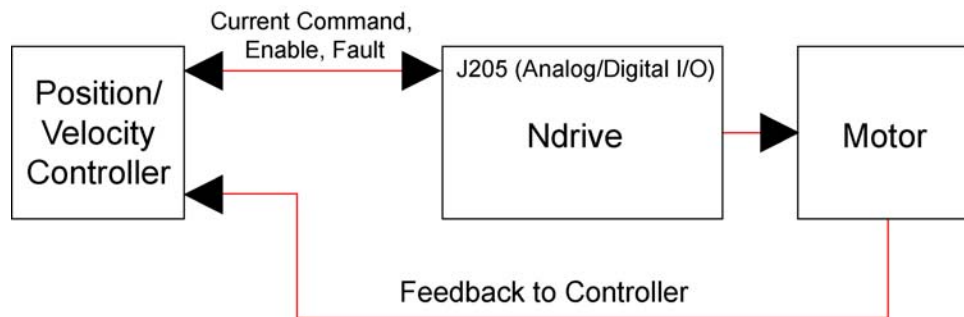 Current Command,
Enable, Fault
Position/
Velocity
Controller
J205 (Analog/Digital I/O)
Ndrive
Motor
Feedback to Controller